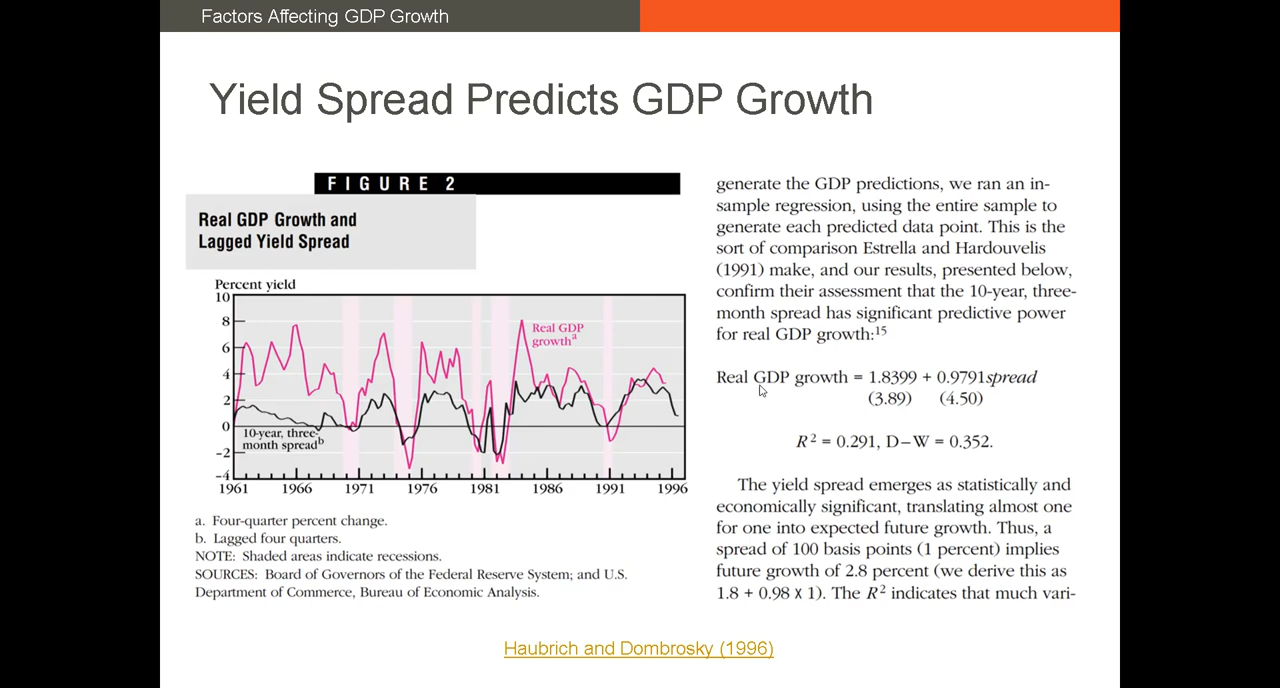 Factors Affecting GDP Growth
Yield Spread Predicts GDP Growth
FIGURE 2
Real GDP Growth and
Lagged Yield Spread
Percent yield
10
8
6
4
2
0
–2
–4
Real GDP
growthᵃ
10-year, three-
month spreadᵇ
1961 1966 1971 1976 1981 1986 1991 1996
a. Four-quarter percent change.
b. Lagged four quarters.
NOTE: Shaded areas indicate recessions.
SOURCES: Board of Governors of the Federal Reserve System; and U.S.
Department of Commerce, Bureau of Economic Analysis.
generate the GDP predictions, we ran an in-
sample regression, using the entire sample to
generate each predicted data point. This is the
sort of comparison Estrella and Hardouvelis
(1991) make, and our results, presented below,
confirm their assessment that the 10-year, three-
month spread has significant predictive power
for real GDP growth:¹⁵
Real GDP growth = 1.8399 + 0.9791spread
(3.89) (4.50)
R² = 0.291, D–W = 0.352.
The yield spread emerges as statistically and
economically significant, translating almost one
for one into expected future growth. Thus, a
spread of 100 basis points (1 percent) implies
future growth of 2.8 percent (we derive this as
1.8 + 0.98 x 1). The R² indicates that much vari-
Haubrich and Dombrosky (1996)